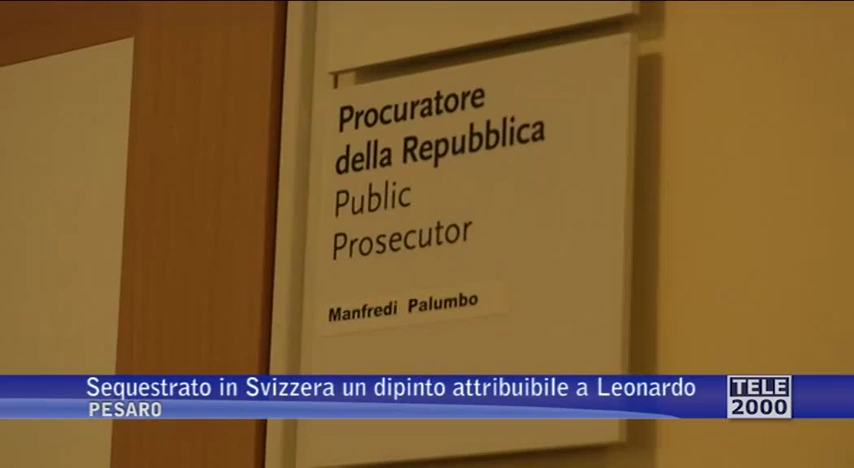 Procuratore
della Repubblica
Public
Prosecutor
Manfredi Palumbo
Sequestrato in Svizzera un dipinto attribuibile a Leonardo
PESARO
TELE
2000